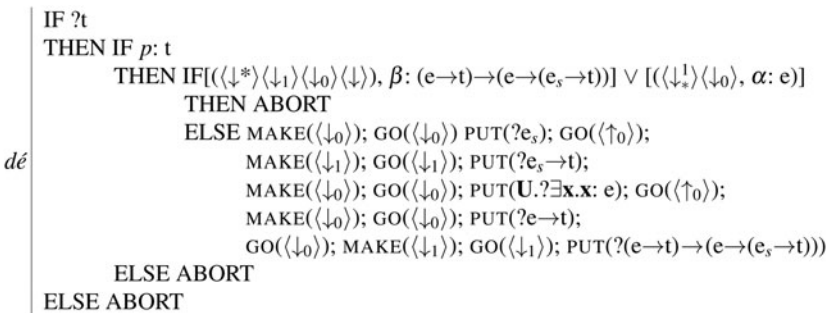 IF ?t
THEN IF p: t
THEN IF[(⟨↓*⟩⟨↓₁⟩⟨↓₀⟩⟨↓⟩), β: (e→t)→(e→(eₛ→t))] ∨ [(⟨↓¹⁎⟩⟨↓₀⟩, α: e)]
THEN ABORT
ELSE MAKE(⟨↓₀⟩); GO(⟨↓₀⟩) PUT(?eₛ); GO(⟨↑₀⟩);
dé MAKE(⟨↓₁⟩); GO(⟨↓₁⟩); PUT(?eₛ→t);
MAKE(⟨↓₀⟩; GO(⟨↓₀⟩); PUT(U.?∃x.x: e); GO(⟨↑₀⟩);
MAKE(⟨↓₀⟩; GO(⟨↓₀⟩); PUT(?e→t);
GO(⟨↓₀⟩); MAKE(⟨↓₁⟩); GO(⟨↓₁⟩); PUT(?(e→t)→(e→(eₛ→t)))
ELSE ABORT
ELSE ABORT